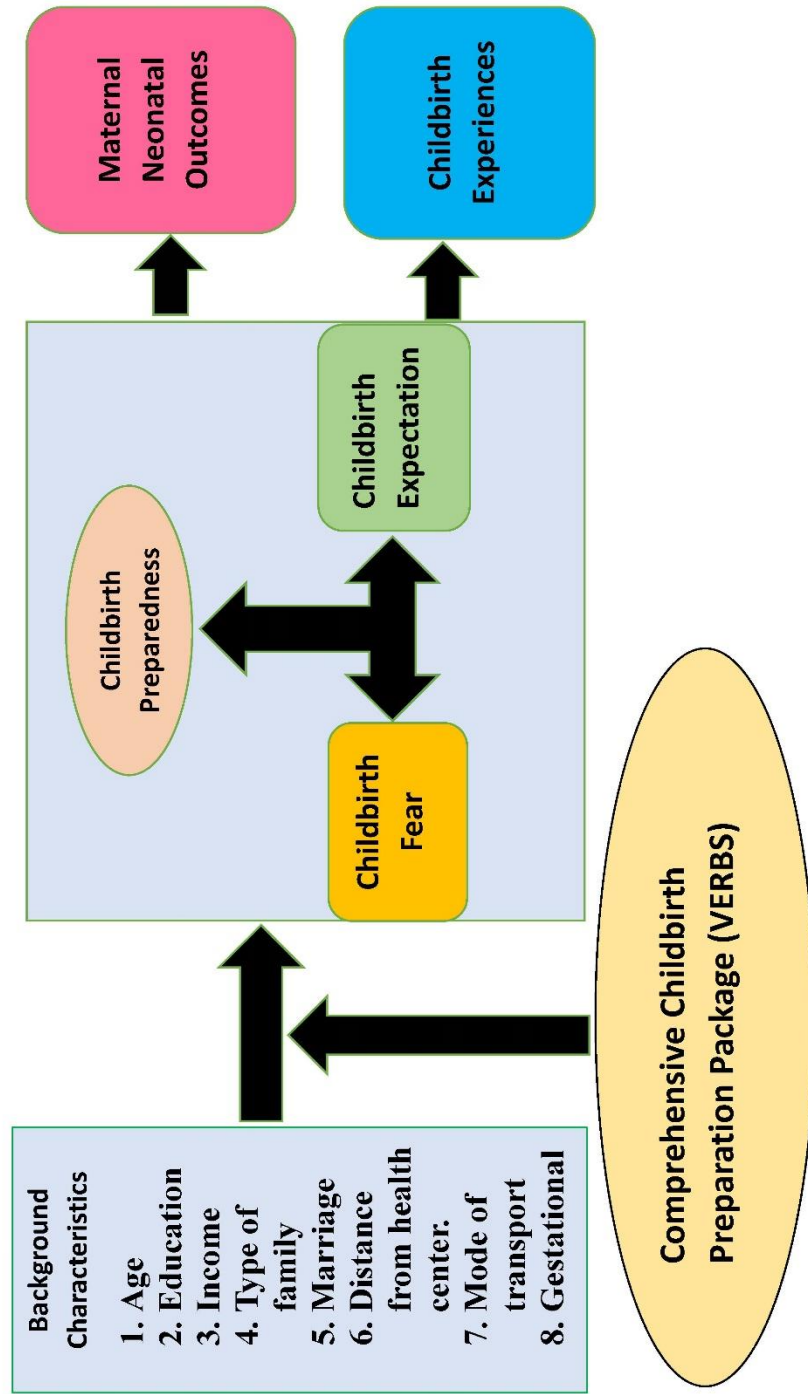 Background
Characteristics
1. Age
2. Education
3. Income
4. Type of
family
5. Marriage
6. Distance
from health
center.
7. Mode of
transport
8. Gestational
Childbirth
Preparedness
Childbirth
Fear
Childbirth
Expectation
Maternal
Neonatal
Outcomes
Childbirth
Experiences
Comprehensive Childbirth
Preparation Package (VERBS)